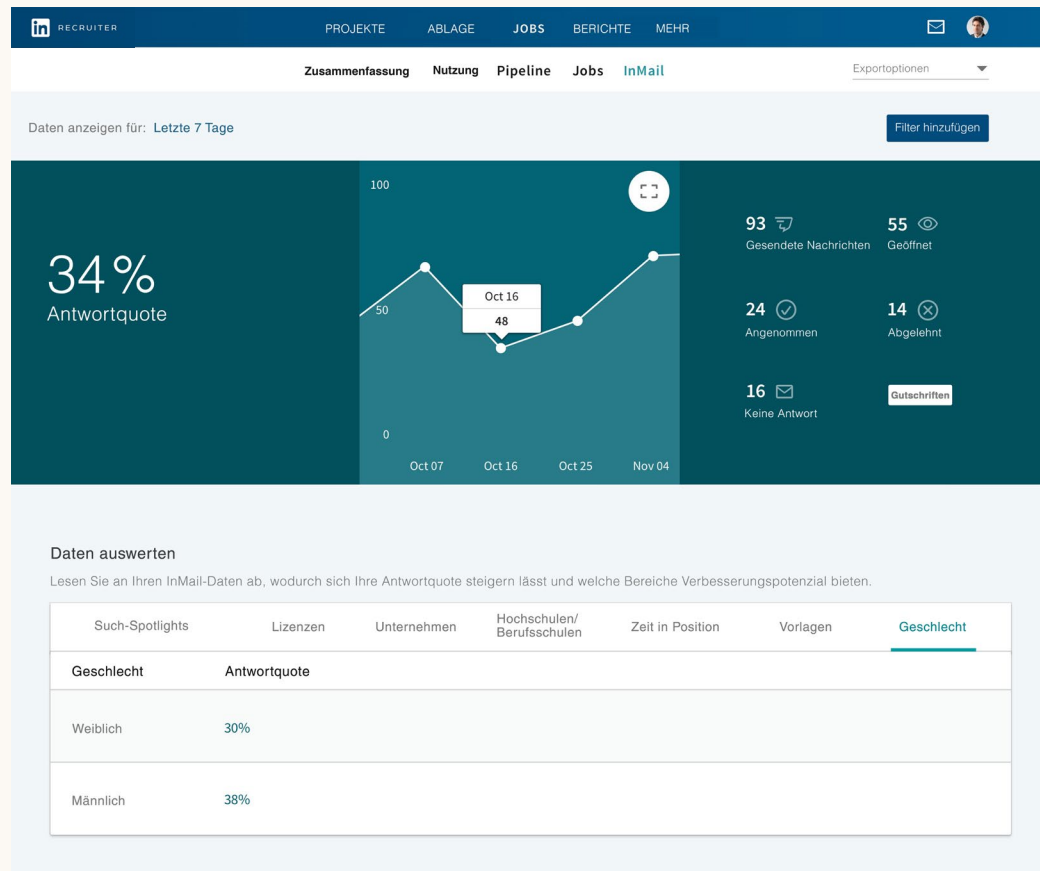 in RECRUITER PROJEKTE ABLAGE JOBS BERICHTE MEHR
Zusammenfassung Nutzung Pipeline Jobs InMail Exportoptionen
Daten anzeigen für: Letzte 7 Tage Filter hinzufügen
34%
Antwortquote
100
50
0
Oct 16
48
Oct 07 Oct 16 Oct 25 Nov 04
93 55
Gesendete Nachrichten Geöffnet
24 14
Angenommen Abgelehnt
16 Gutschriften
Keine Antwort
Daten auswerten
Lesen Sie an Ihren InMail-Daten ab, wodurch sich Ihre Antwortquote steigern lässt und welche Bereiche Verbesserungspotenzial bieten.
Such-Spotlights Lizenzen Unternehmen Hochschulen/ Berufsschulen Zeit in Position Vorlagen Geschlecht
Geschlecht Antwortquote
Weiblich 30%
Männlich 38%